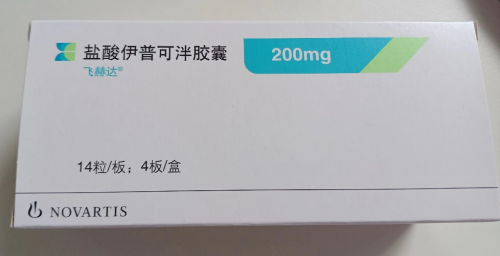 盐酸伊普可泮胶囊
飞赫达®
200mg
14粒/板；4板/盒
NOVARTIS